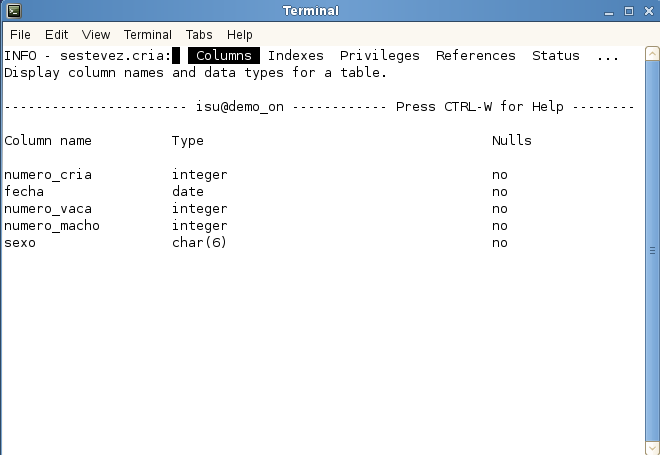 Terminal
File Edit View Terminal Tabs Help
INFO - sestevez.cria: Columns Indexes Privileges References Status ...
Display column names and data types for a table.
----------------------- isu@demo_on ------------ Press CTRL-W for Help --------
Column name Type Nulls
numero_cria integer no
fecha date no
numero_vaca integer no
numero_macho integer no
sexo char(6) no